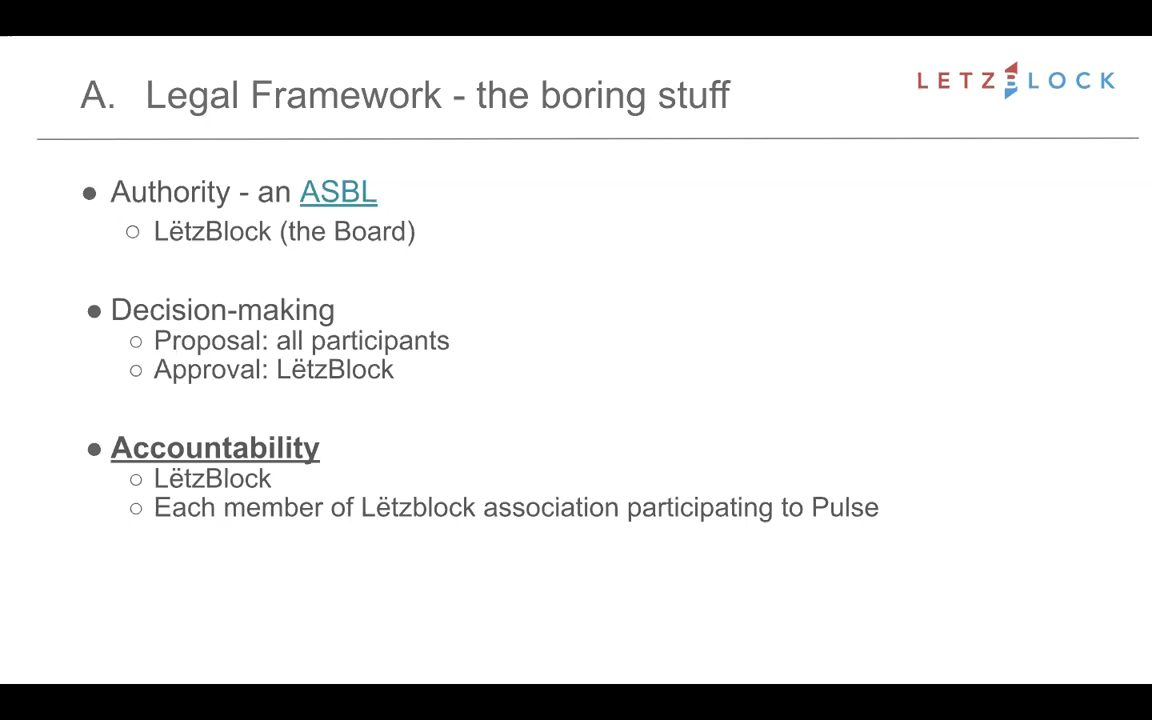 A. Legal Framework - the boring stuff
LETZBLOCK
● Authority - an ASBL
○ LëtzBlock (the Board)
● Decision-making
○ Proposal: all participants
○ Approval: LëtzBlock
● Accountability
○ LëtzBlock
○ Each member of Lëtzblock association participating to Pulse